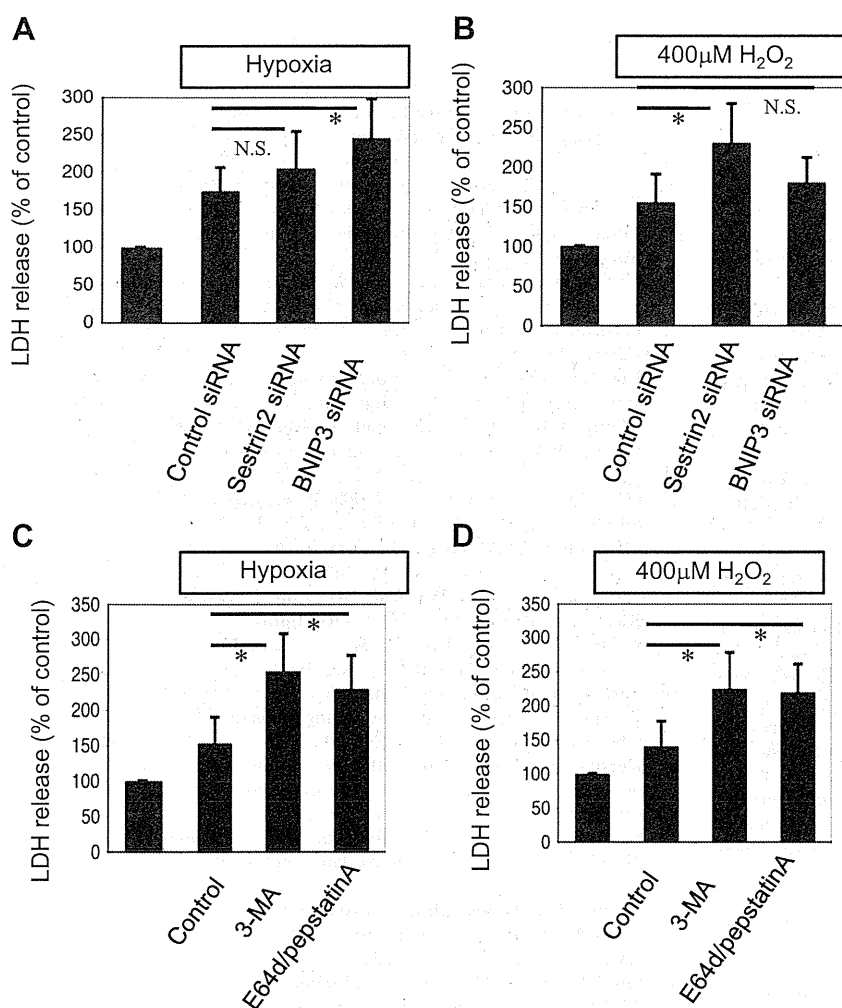 A
Hypoxia
LDH release (% of control)
300
250
200
150
100
50
0
N.S.
*
Control siRNA
Sestrin2 siRNA
BNIP3 siRNA
B
400μM H₂O₂
LDH release (% of control)
300
250
200
150
100
50
0
*
N.S.
Control siRNA
Sestrin2 siRNA
BNIP3 siRNA
C
Hypoxia
LDH release (% of control)
350
300
250
200
150
100
50
0
*
*
Control
3-MA
E64d/pepstatinA
D
400μM H₂O₂
LDH release (% of control)
350
300
250
200
150
100
50
0
*
*
Control
3-MA
E64d/pepstatinA